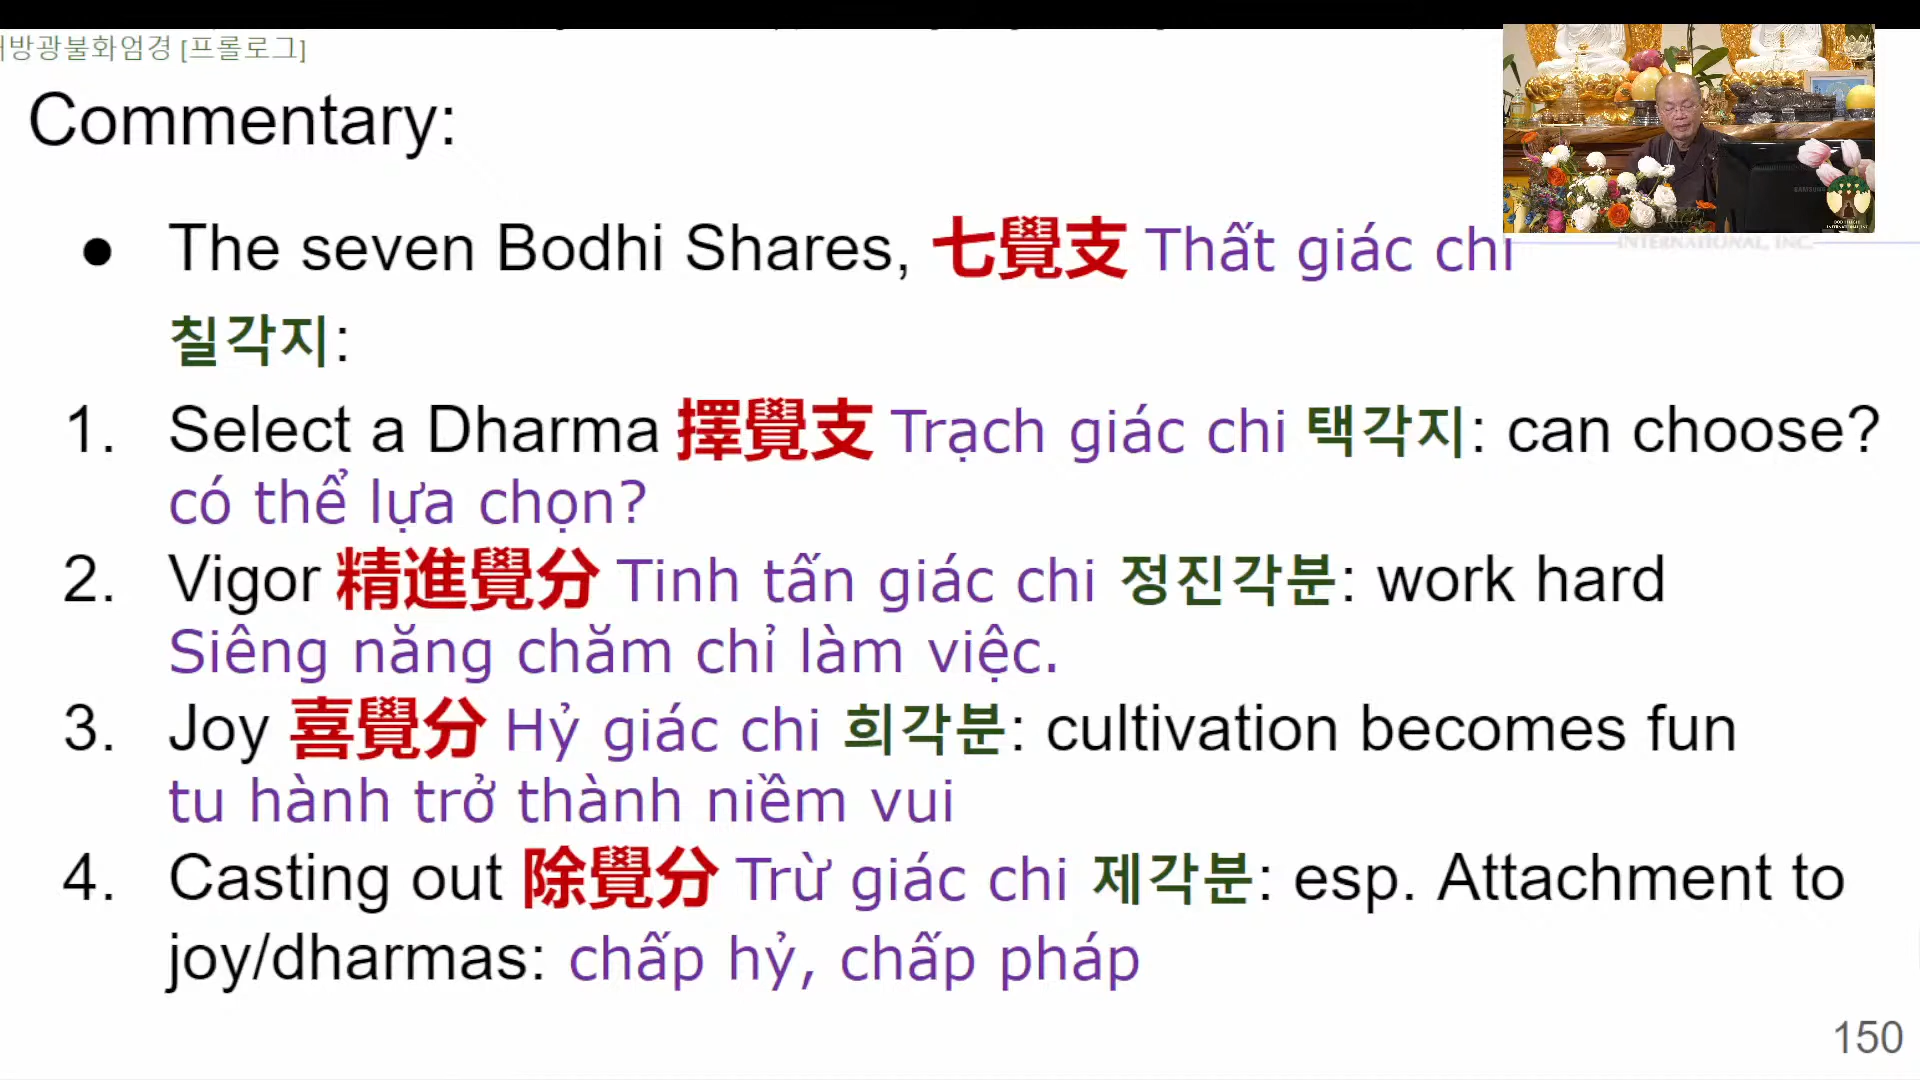 방광불화엄경 [프롤로그]
Commentary:
● The seven Bodhi Shares, 七覺支 Thất giác chi
칠각지:
1. Select a Dharma 擇覺支 Trạch giác chi 택각지: can choose?
có thể lựa chọn?
2. Vigor 精進覺分 Tinh tấn giác chi 정진각분: work hard
Siêng năng chăm chỉ làm việc.
3. Joy 喜覺分 Hỷ giác chi 희각분: cultivation becomes fun
tu hành trở thành niềm vui
4. Casting out 除覺分 Trừ giác chi 제각분: esp. Attachment to
joy/dharmas: chấp hỷ, chấp pháp
150
INTERNATIONAL, INC.
SAMSUNG